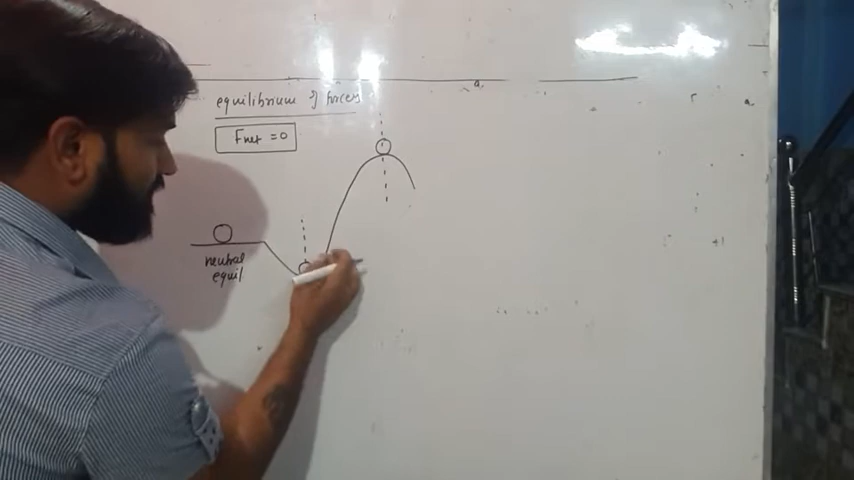 equilibrium of forces
Fnet = 0
neutral
equil